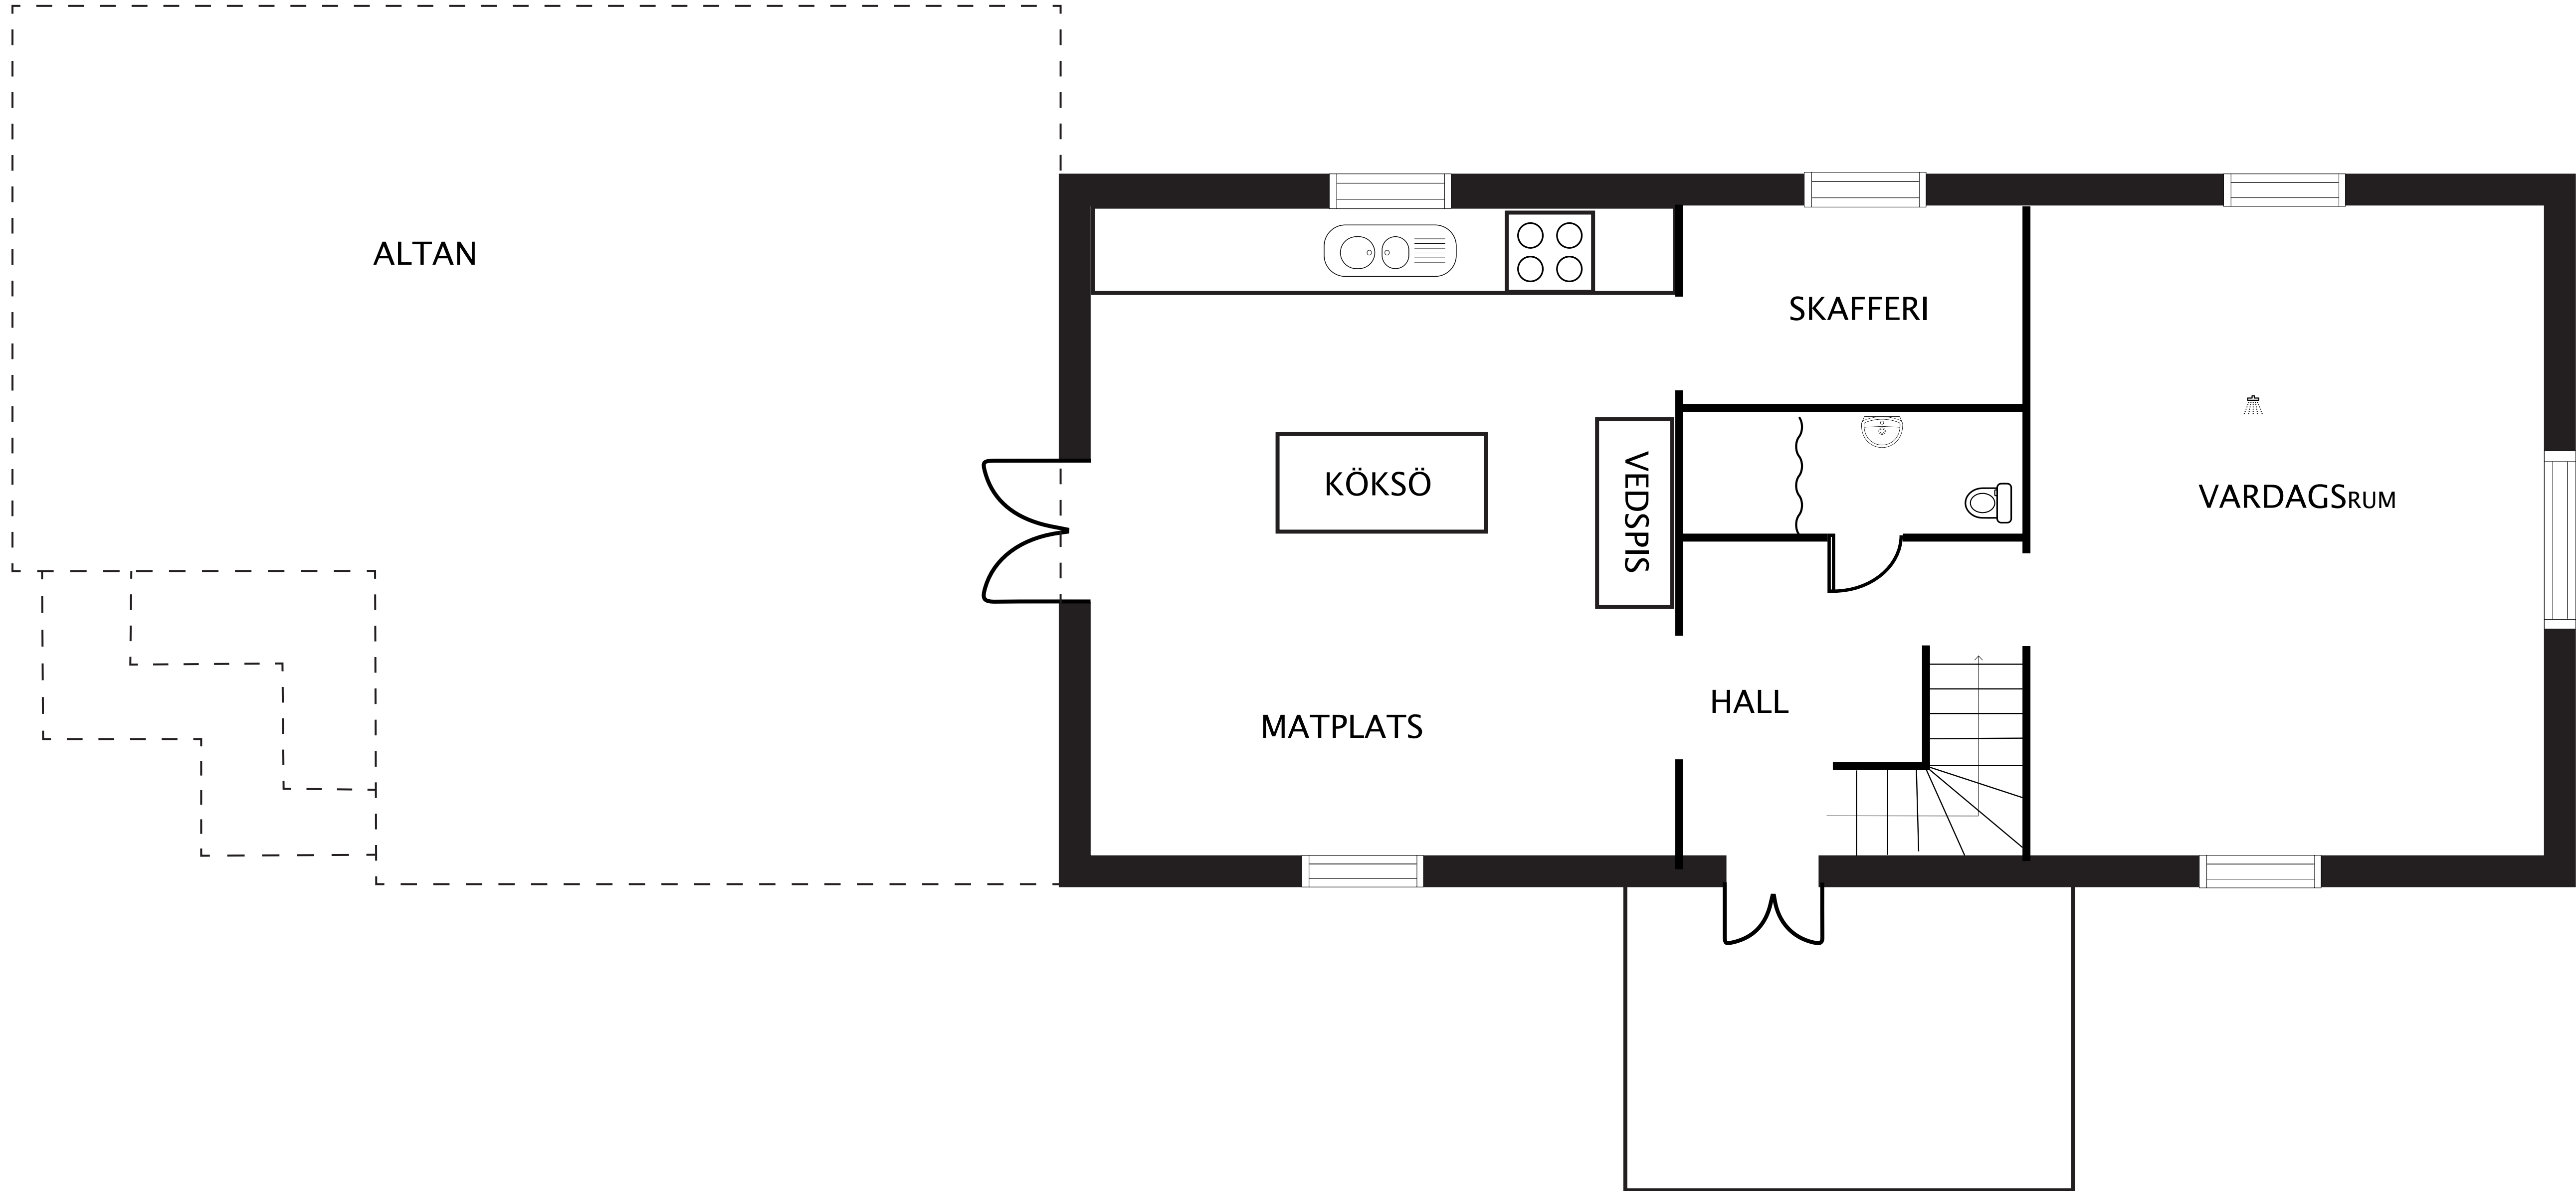 ALTAN
SKAFFERI
KÖKSÖ
VEDSPIS
VARDAGSRUM
HALL
MATPLATS